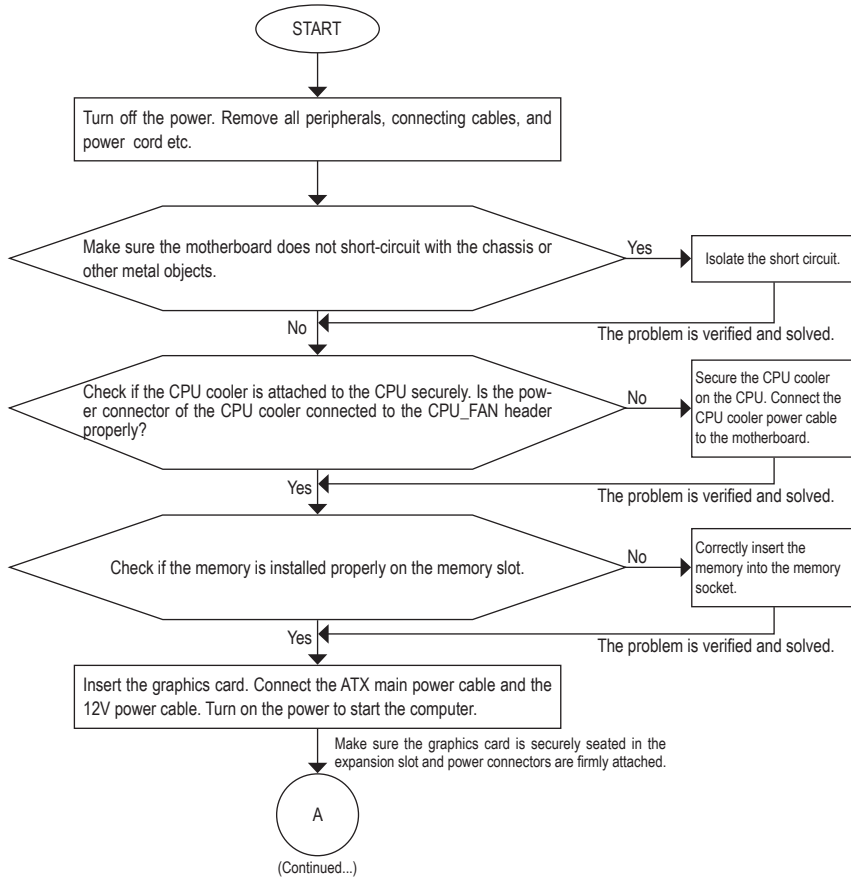 START
Turn off the power. Remove all peripherals, connecting cables, and
power cord etc.
Make sure the motherboard does not short-circuit with the chassis or
other metal objects.
Yes
Isolate the short circuit.
No
The problem is verified and solved.
Check if the CPU cooler is attached to the CPU securely. Is the pow-
er connector of the CPU cooler connected to the CPU_FAN header
properly?
No
Secure the CPU cooler
on the CPU. Connect the
CPU cooler power cable
to the motherboard.
Yes
The problem is verified and solved.
Check if the memory is installed properly on the memory slot.
No
Correctly insert the
memory into the memory
socket.
Yes
The problem is verified and solved.
Insert the graphics card. Connect the ATX main power cable and the
12V power cable. Turn on the power to start the computer.
Make sure the graphics card is securely seated in the
expansion slot and power connectors are firmly attached.
A
(Continued...)